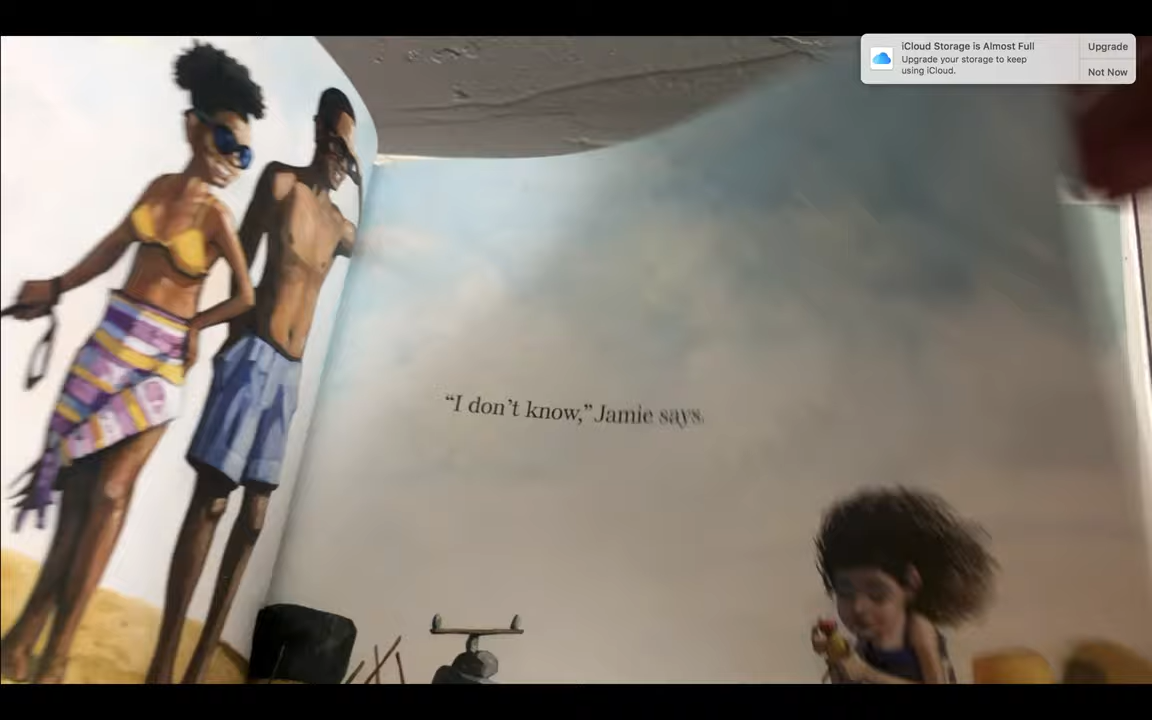 iCloud Storage is Almost Full
Upgrade your storage to keep
using iCloud.
Upgrade
Not Now
“I don’t know,” Jamie says.